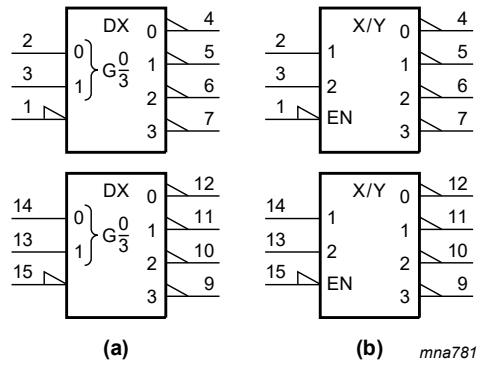 DX 0 4 X/Y 0 4
2 0 1 5 2 1 1 5
3 1 G 0/3 2 6 3 2 2 6
1 3 7 1 EN 3 7
DX 0 12 X/Y 0 12
14 0 1 11 14 1 1 11
13 1 G 0/3 2 10 13 2 2 10
15 3 9 15 EN 3 9
(a) (b) mna781